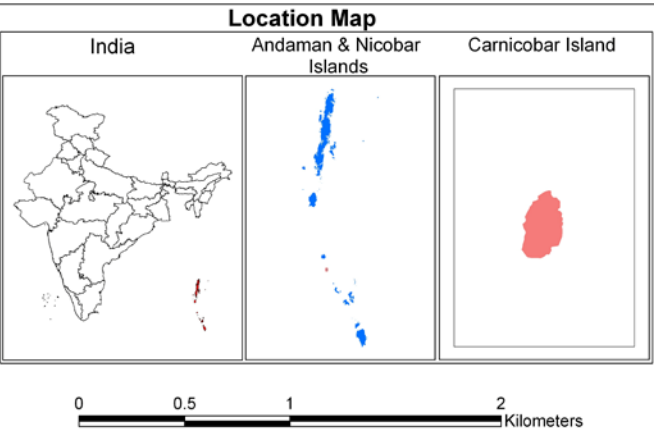 Location Map
India
Andaman & Nicobar
Islands
Carnicobar Island
0 0.5 1 2
Kilometers